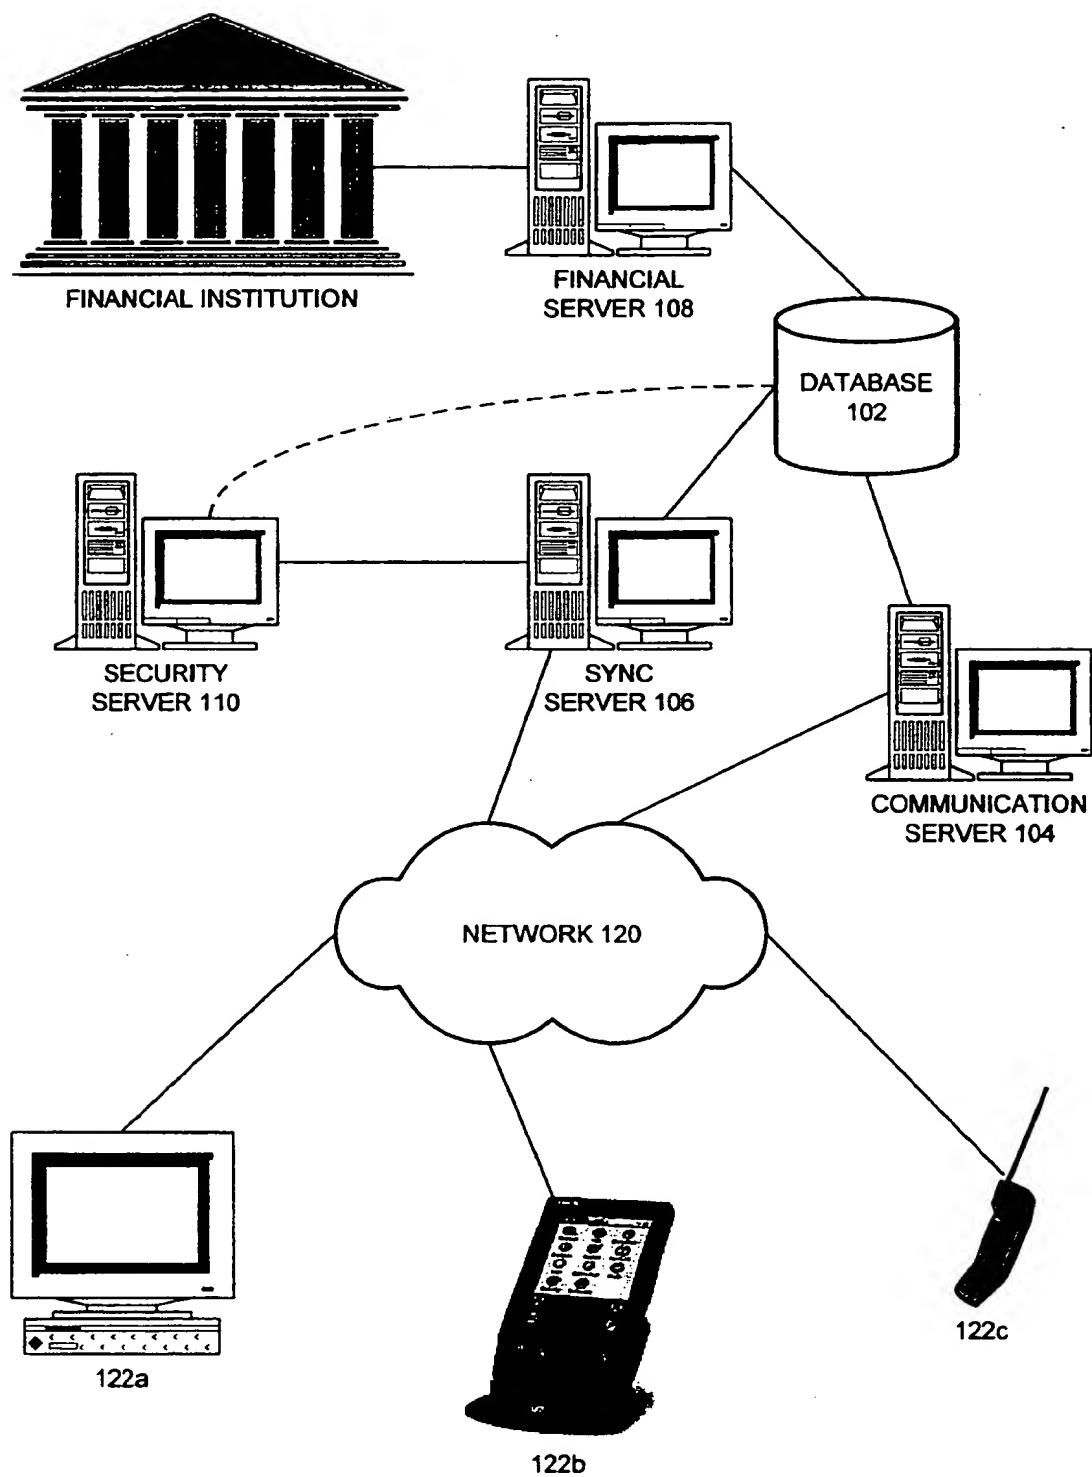 FINANCIAL INSTITUTION
FINANCIAL
SERVER 108
DATABASE
102
SECURITY
SERVER 110
SYNC
SERVER 106
COMMUNICATION
SERVER 104
NETWORK 120
122a
122b
122c